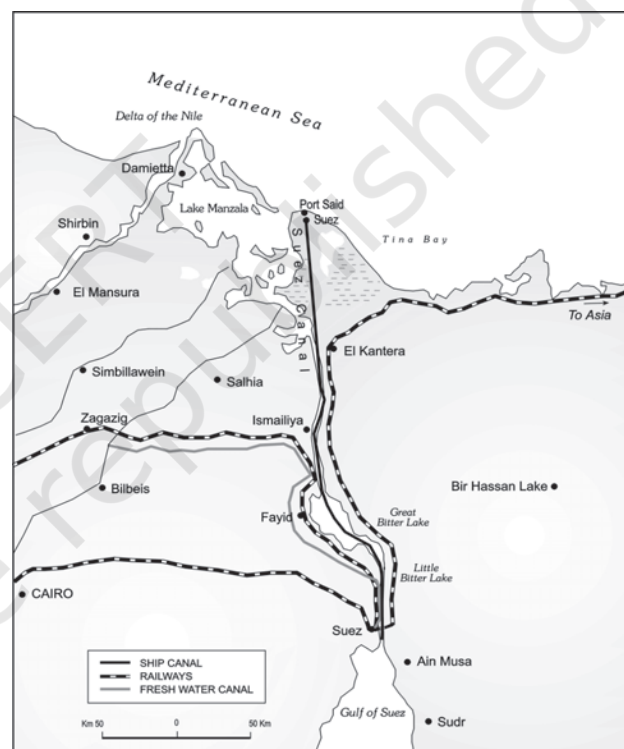 Mediterranean Sea
Delta of the Nile
Damietta
Lake Manzala
Port Said
Suez
Shirbin
Tina Bay
Suez Canal
El Mansura
To Asia
El Kantera
Simbillawein
Salhia
Zagazig
Ismailiya
Bilbeis
Bir Hassan Lake
Fayid
Great
Bitter Lake
Little
Bitter Lake
CAIRO
Suez
SHIP CANAL
RAILWAYS
FRESH WATER CANAL
Ain Musa
Km 50
0
50 Km
Gulf of Suez
Sudr